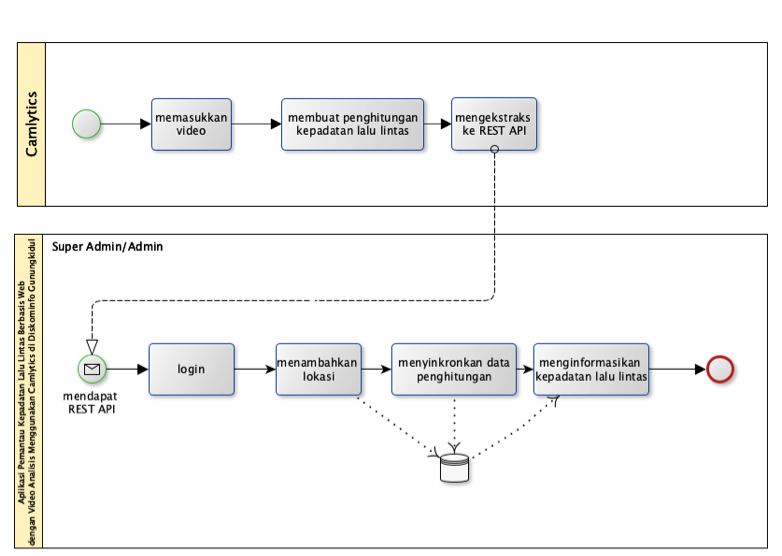 Camlytics
memasukkan
video
membuat penghitungan
kepadatan lalu lintas
mengekstraks
ke REST API
Aplikasi Pemantau Kepadatan Lalu Lintas Berbasis Web
dengan Video Analisis Menggunakan Camlytics di Diskominfo Gunungkidul
Super Admin/Admin
mendapat
REST API
login
menambahkan
lokasi
menyinkronkan data
penghitungan
menginformasikan
kepadatan lalu lintas